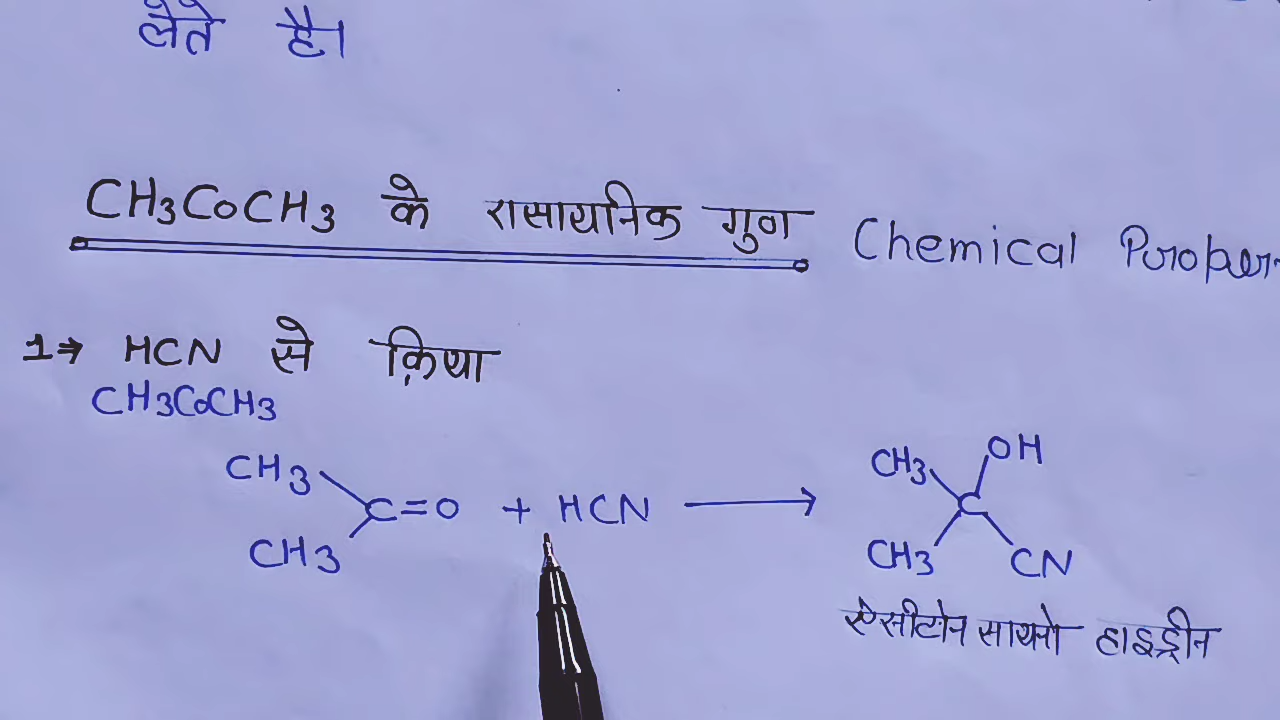 लेते है।
CH3COCH3 के रासायनिक गुण Chemical Proper
1⇒ HCN से क्रिया
CH3COCH3
CH3
CH3
C=O + HCN ⟶
CH3
OH
C
CH3
CN
ऐसीटोन सायनो हाइड्रीन